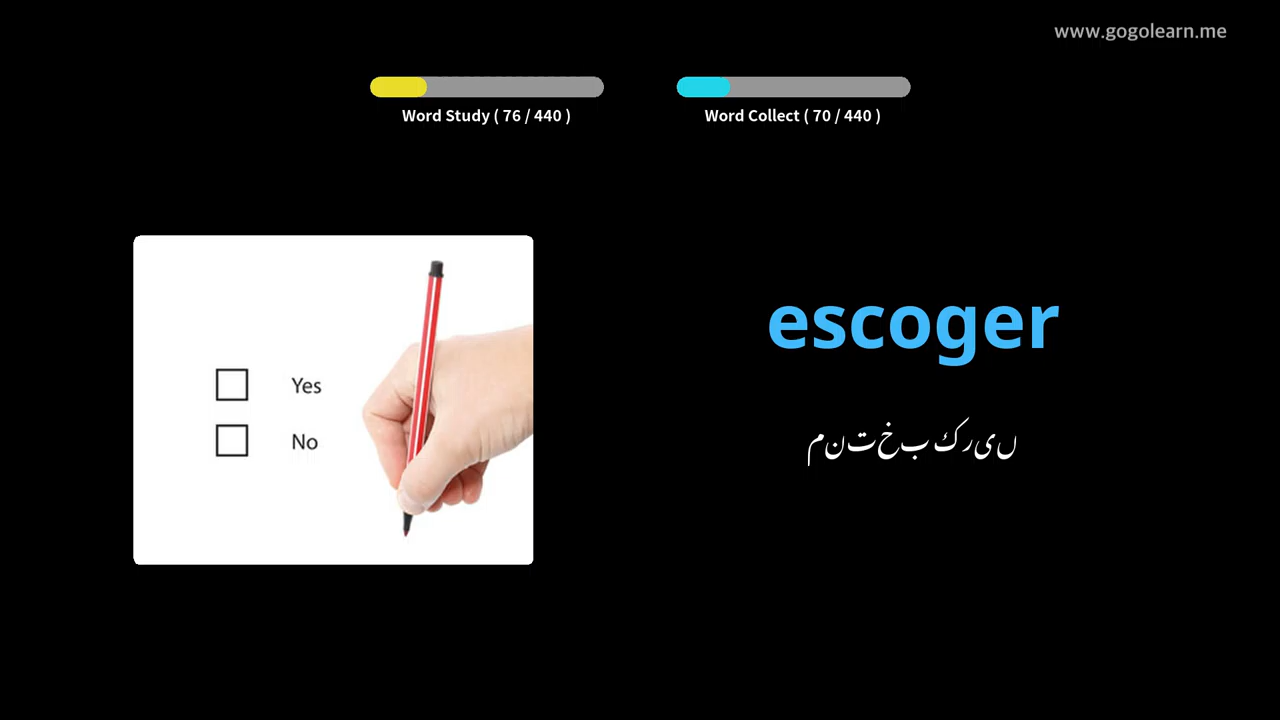 www.gogolearn.me
Word Study ( 76 / 440 )
Word Collect ( 70 / 440 )
Yes
No
escoger
منتخب کریں